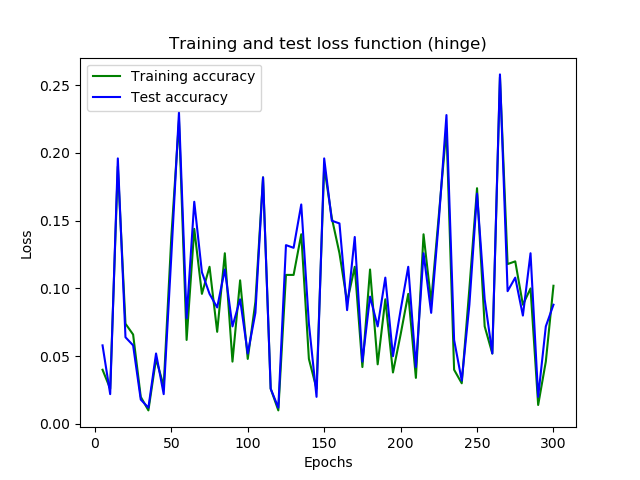 Training and test loss function (hinge)
Training accuracy
Test accuracy
0.25
0.20
0.15
0.10
0.05
0.00
Loss
0 50 100 150 200 250 300
Epochs